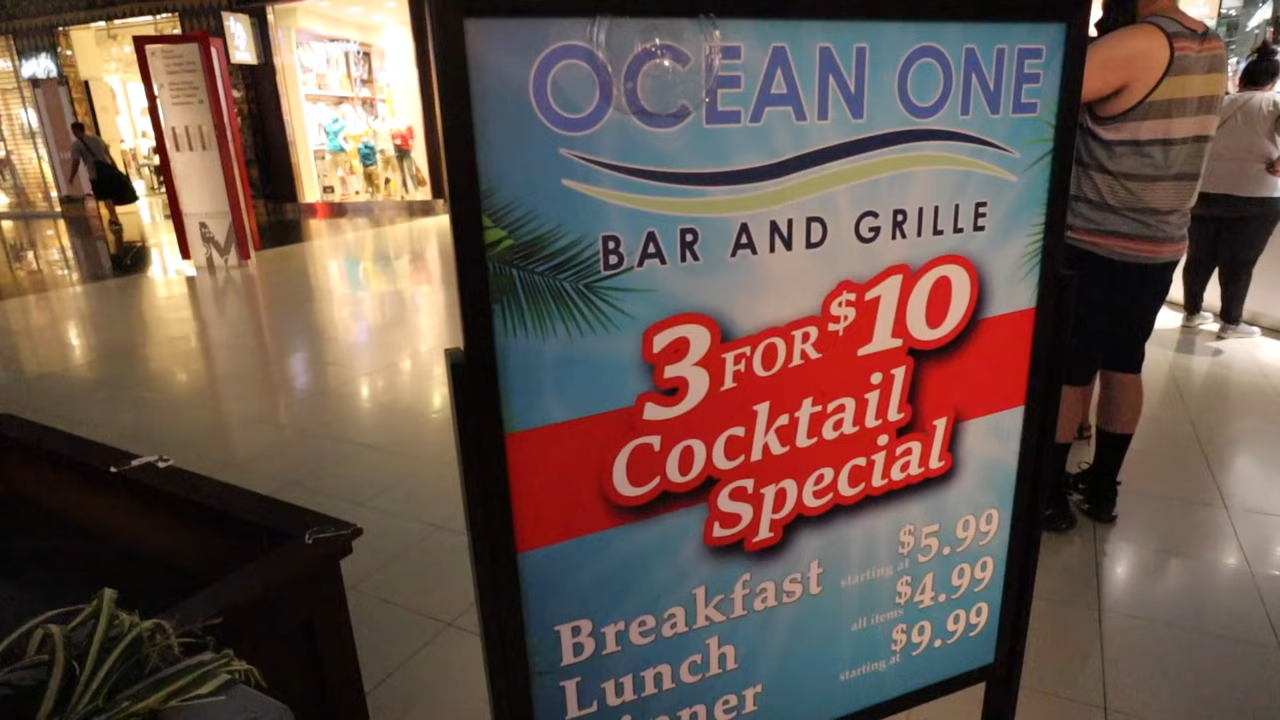 OCEAN ONE
BAR AND GRILLE
3 FOR $10
Cocktail
Special
Breakfast starting at $5.99
Lunch all items $4.99
starting at $9.99